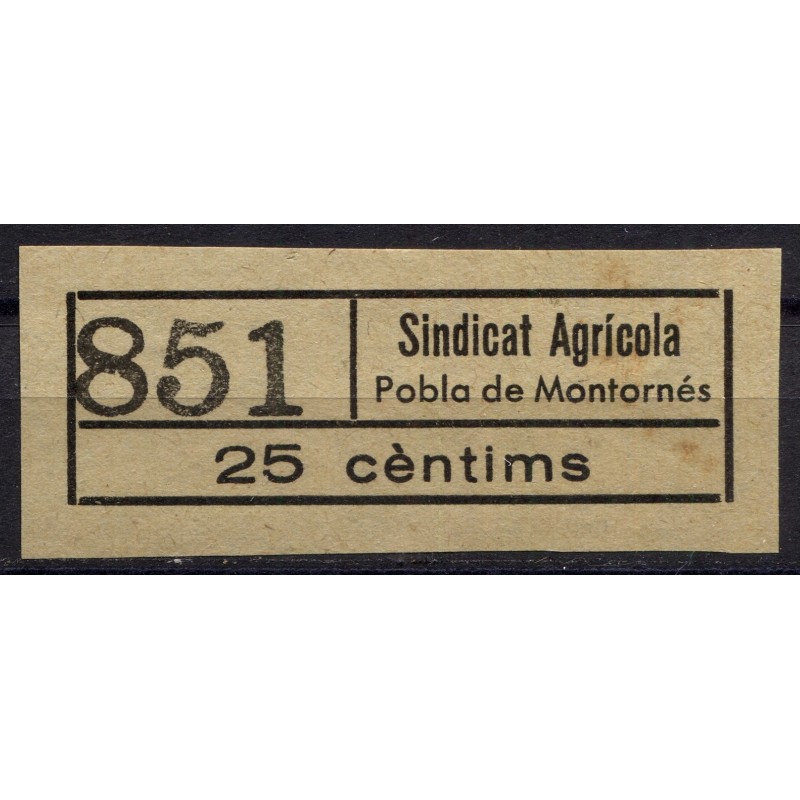 851
Sindicat Agrícola
Pobla de Montornés
25 cèntims